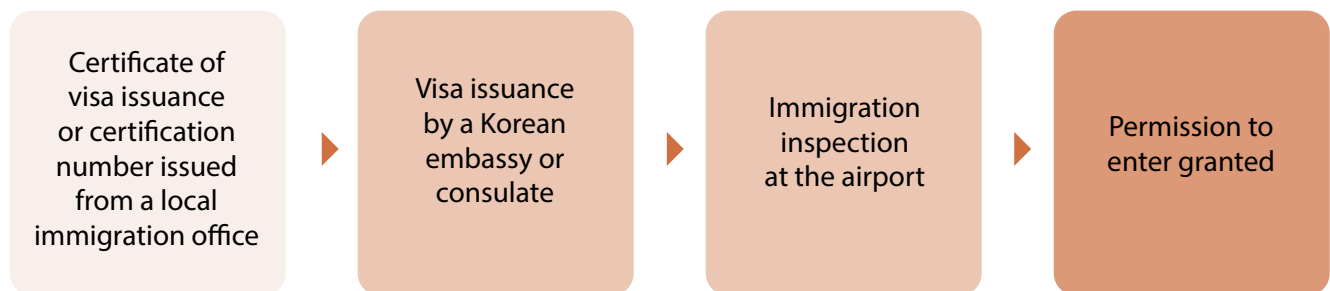 Certificate of
visa issuance
or certification
number issued
from a local
immigration office
Visa issuance
by a Korean
embassy or
consulate
Immigration
inspection
at the airport
Permission to
enter granted